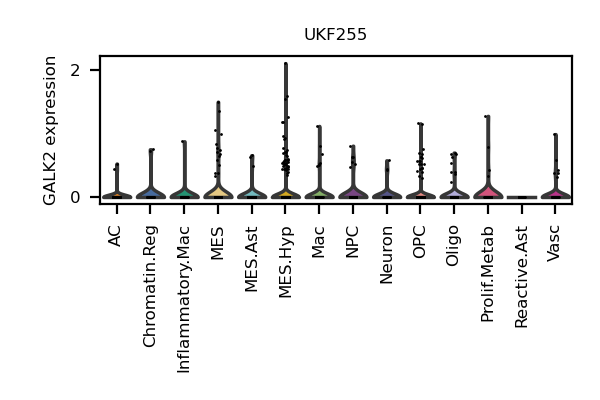 UKF255
GALK2 expression
2
0
AC
Chromatin.Reg
Inflammatory.Mac
MES
MES.Ast
MES.Hyp
Mac
NPC
Neuron
OPC
Oligo
Prolif.Metab
Reactive.Ast
Vasc